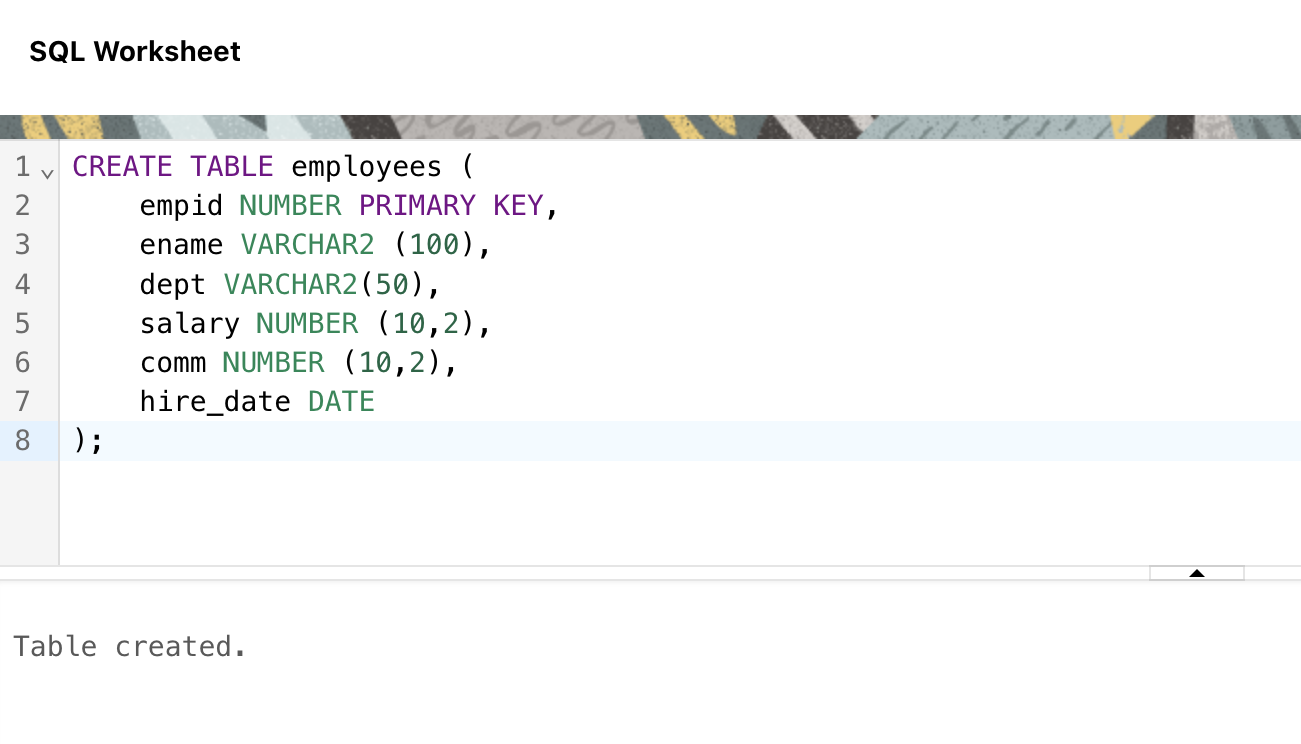 SQL Worksheet
1 CREATE TABLE employees (
2     empid NUMBER PRIMARY KEY,
3     ename VARCHAR2 (100),
4     dept VARCHAR2(50),
5     salary NUMBER (10,2),
6     comm NUMBER (10,2),
7     hire_date DATE
8 );
Table created.